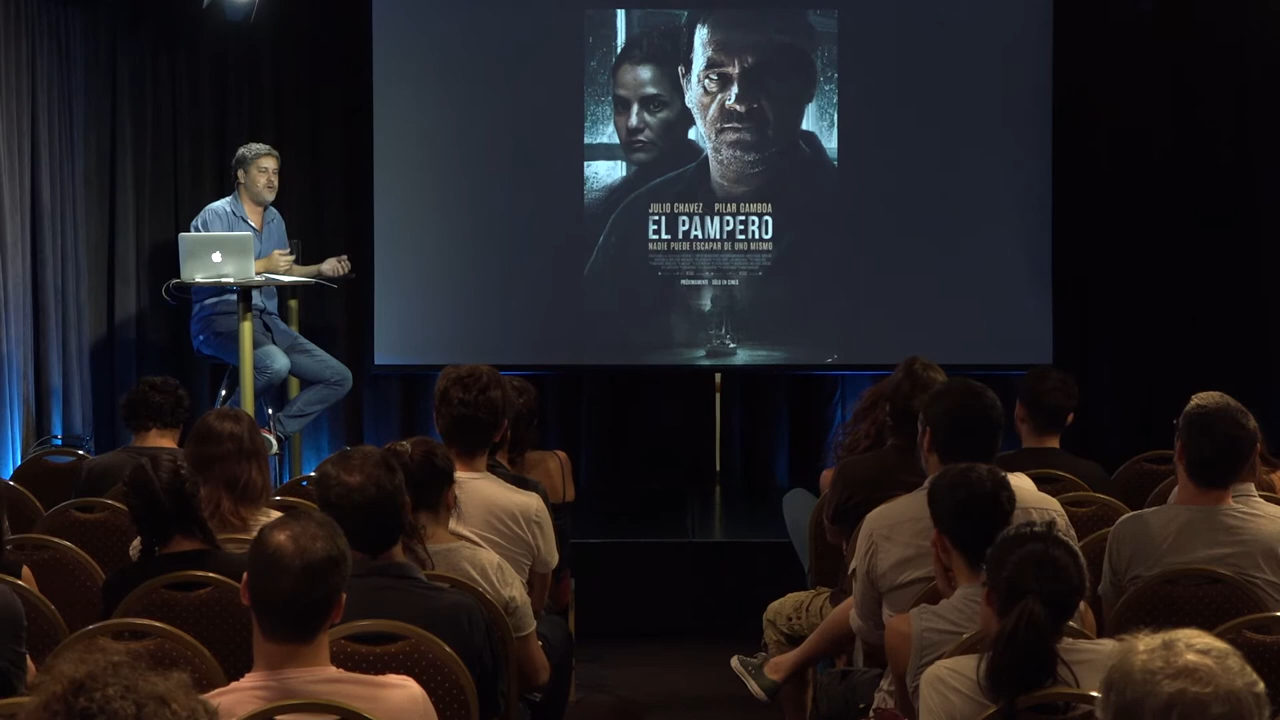 JULIO CHAVEZ PILAR GAMBOA
EL PAMPERO
NADIE PUEDE ESCAPAR DE UNO MISMO
PRÓXIMAMENTE SÓLO EN CINES